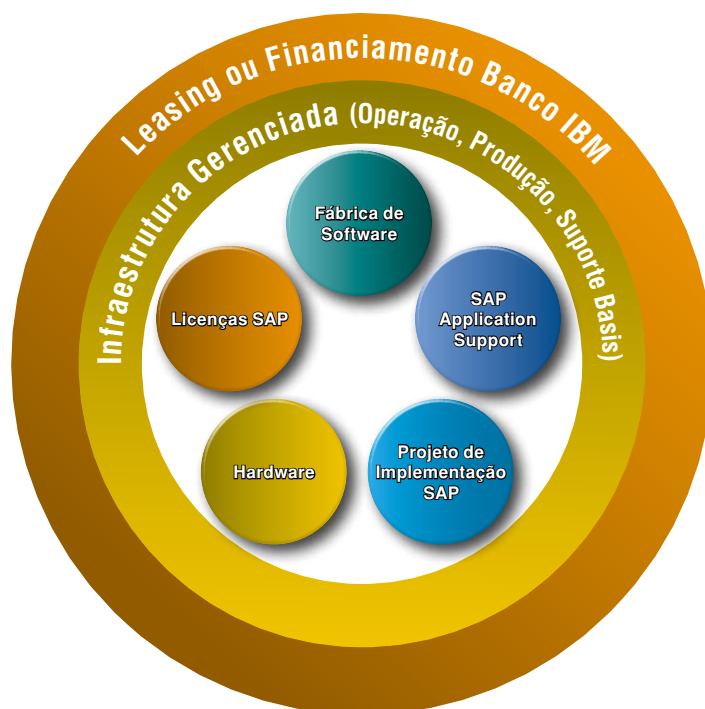 Leasing ou Financiamento Banco IBM
Infraestrutura Gerenciada (Operação, Produção, Suporte Basis)
Fábrica de
Software
Licenças SAP
SAP
Application
Support
Hardware
Projeto de
Implementação
SAP